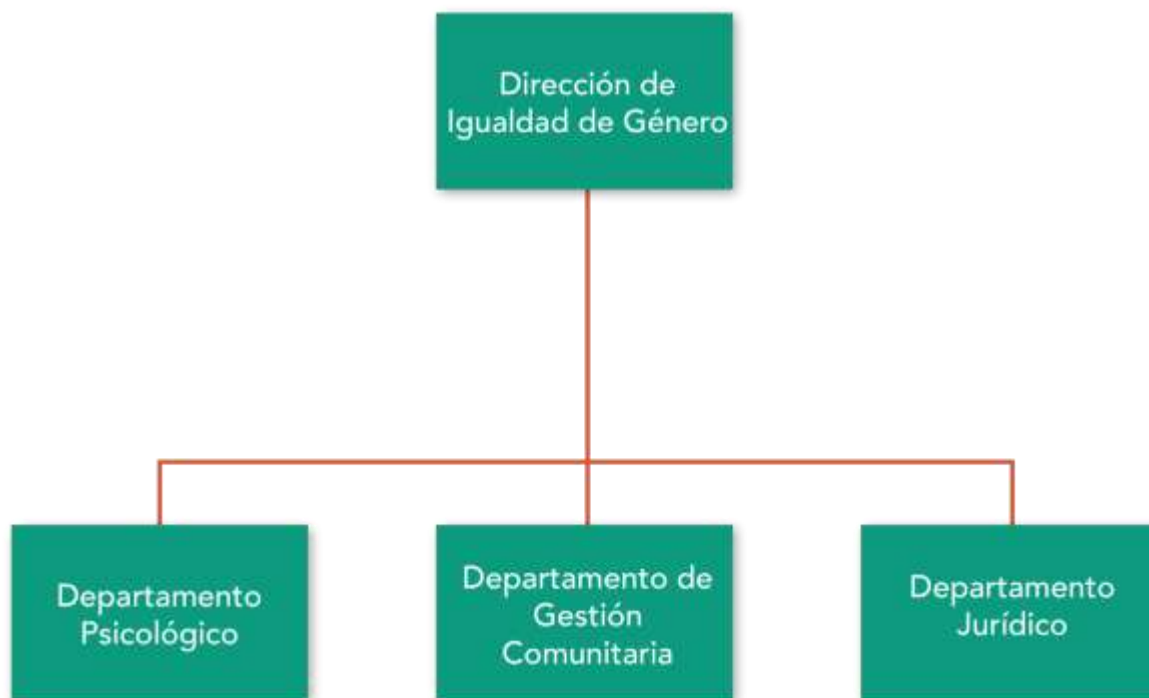 Dirección de
Igualdad de Género
Departamento
Psicológico
Departamento de
Gestión
Comunitaria
Departamento
Jurídico